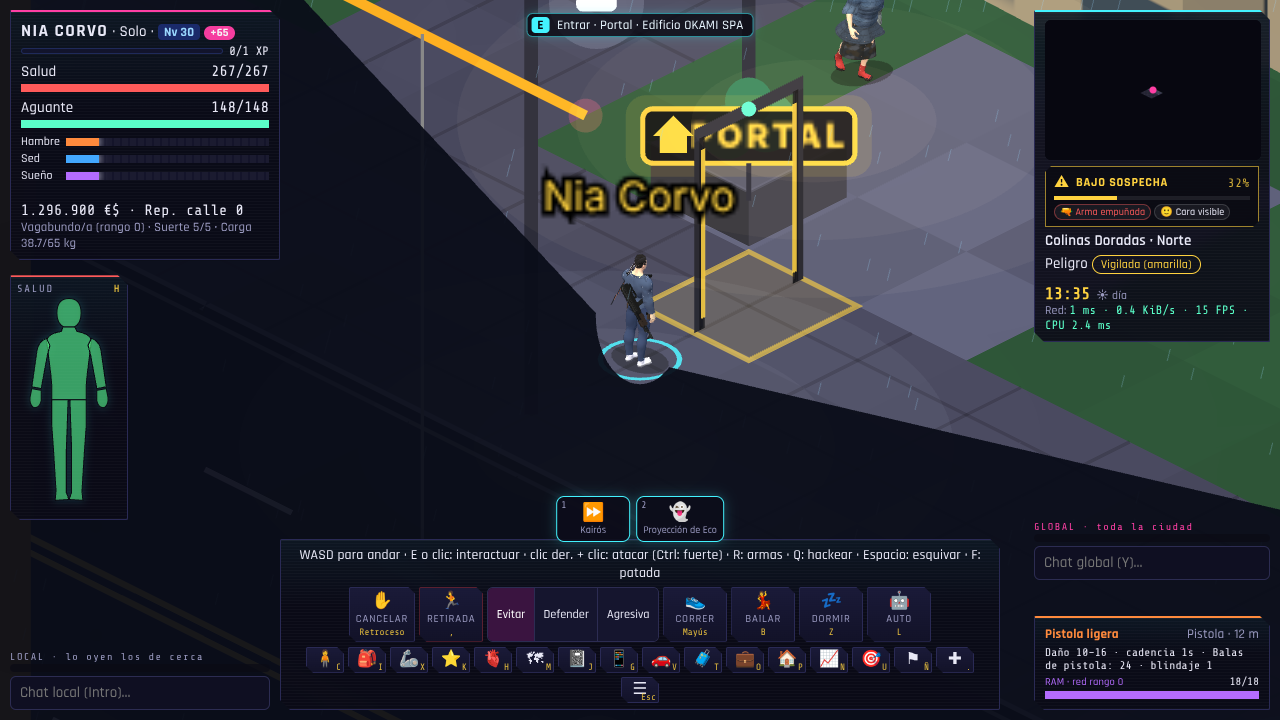 NIA CORVO · Solo · Nv 30 +65
0/1 XP
Salud 267/267
Aguante 148/148
Hambre
Sed
Sueño
1.296.900 €$ · Rep. calle 0
Vagabundo/a (rango 0) · Suerte 5/5 · Carga
38.7/65 kg
SALUD H
E Entrar · Portal · Edificio OKAMI SPA
PORTAL
Nia Corvo
BAJO SOSPECHA 32%
Arma empuñada Cara visible
Colinas Doradas · Norte
Peligro Vigilada (amarilla)
13:35 día
Red: 1 ms · 0.4 KiB/s · 15 FPS ·
CPU 2.4 ms
1 Kairós
2 Proyección de Eco
WASD para andar · E o clic: interactuar · clic der. + clic: atacar (Ctrl: fuerte) · R: armas · Q: hackear · Espacio: esquivar · F:
patada
CANCELAR Retroceso
RETIRADA ,
Evitar Defender Agresiva
CORRER Mayús
BAILAR B
DORMIR Z
AUTO L
C I X K H M J G V T O P N U Ñ .
Esc
LOCAL · lo oyen los de cerca
Chat local (Intro)...
GLOBAL · toda la ciudad
Chat global (Y)...
Pistola ligera Pistola · 12 m
Daño 10-16 · cadencia 1s · Balas
de pistola: 24 · blindaje 1
RAM · red rango 0 18/18